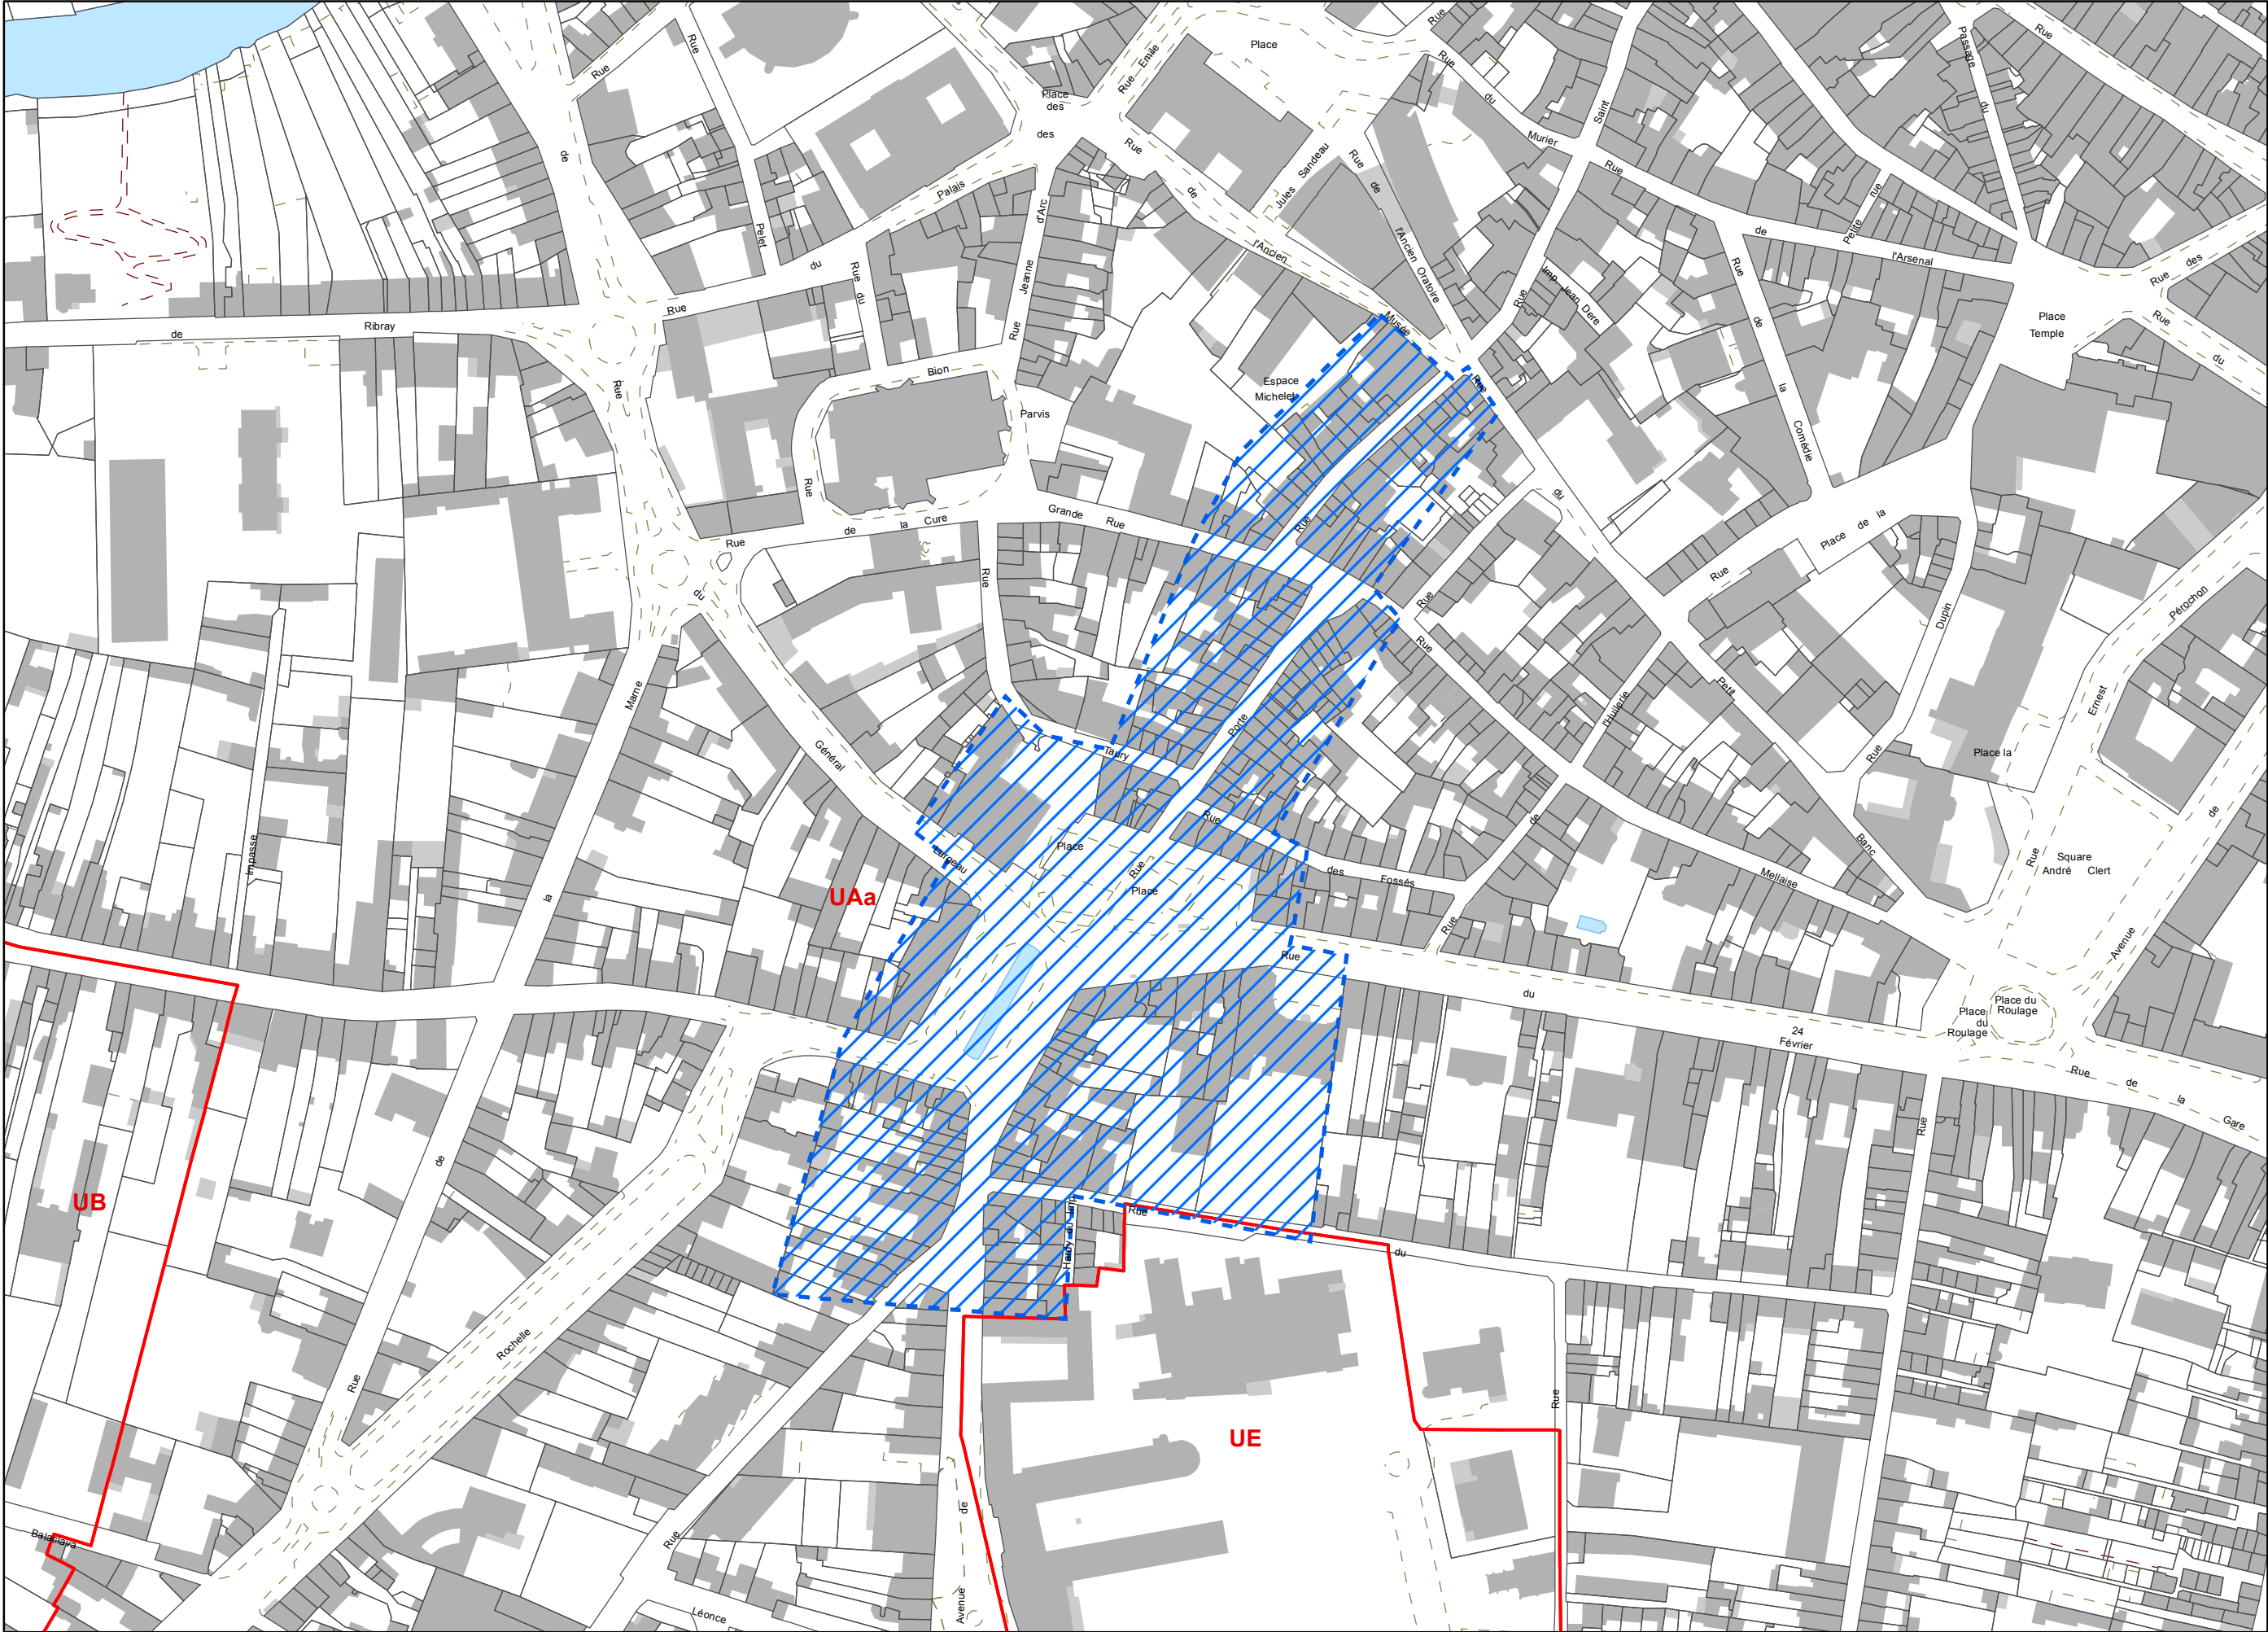 Rue
Rue
Place
Rue
Emile
Rue
Passage
Rue
Place
des
des
Rue
du
Murier
Saint
du
de
Rue
Palais
Rue
de
Jules Sandeau
Rue
de
l'Ancien Oratoire
Rue
Petite rue
de
l'Arsenal
Pelet
du
Rue du
d'Arc
Jeanne
Rue
l'Ancien
Imp Jean Dere
Rue
Rue
de
la
Comédie
Rue des
Rue
du
Place
Temple
Rue
de
Ribray
Rue
Bion
Parvis
Musée
Rue
Espace
Michelet
Rue
de la Cure
Rue
Grande Rue
Rue
du
Place de la
Rue
Dupin
Pérochon
Ernest
Rue
Rue
Rue
du
Marne
Général
Taury
Porte
l'Huilerie
Petit
Rue
Place la
Impasse
la
UAa
Largeau
Place
Rue
Place
Rue
des Fossés
de
Rue
Mellaise
Banc
Rue
Square
André Clert
Avenue
de
Rue
du
24
Février
Place
du
Roulage
Place du
Roulage
Rue de la Gare
Rue
UB
de
Rue
Rochelle
Hardy du Imp
Rue
du
UE
Rue
Balaclava
Rue
Léonce
Avenue
de